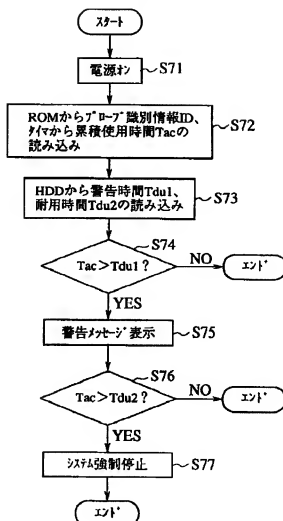 スタート
電源オン
S71
ROMからプローブ識別情報ID、
タイマから累積使用時間Tacの
読み込み
S72
HDDから警告時間Tdu1、
耐用時間Tdu2の読み込み
S73
S74
Tac>Tdu1?
NO
エンド
YES
警告メッセージ表示
S75
S76
Tac>Tdu2?
NO
エンド
YES
システム強制停止
S77
エンド